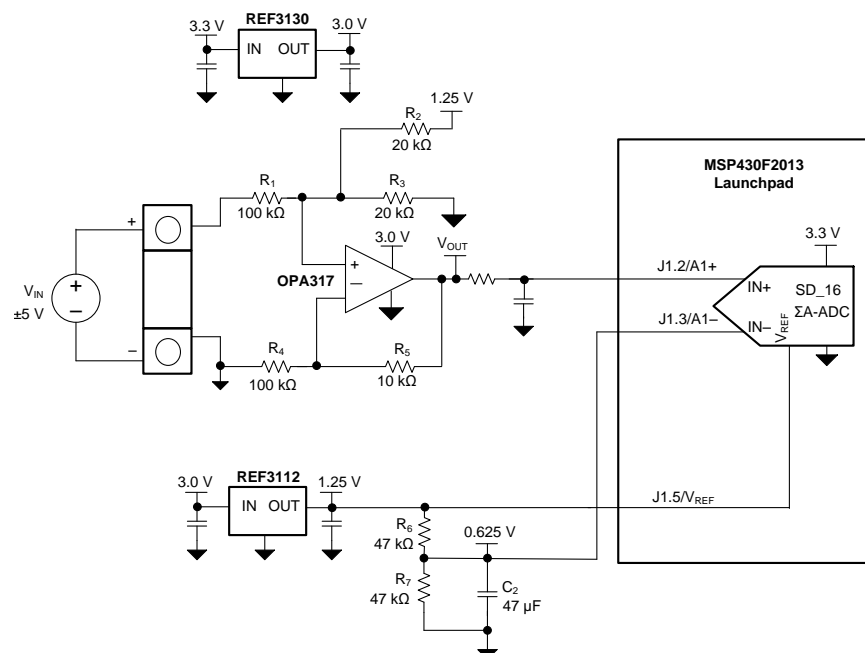 REF3130
3.3 V
3.0 V
IN OUT
1.25 V
R2
20 kΩ
R1
100 kΩ
R3
20 kΩ
3.0 V
VOUT
+
OPA317
−
+
VIN
±5 V
+
−
−
R4
100 kΩ
R5
10 kΩ
MSP430F2013
Launchpad
3.3 V
J1.2/A1+
IN+
SD_16
ΣA-ADC
J1.3/A1−
IN−
VREF
REF3112
3.0 V
1.25 V
IN OUT
J1.5/VREF
R6
47 kΩ
0.625 V
R7
47 kΩ
C2
47 µF